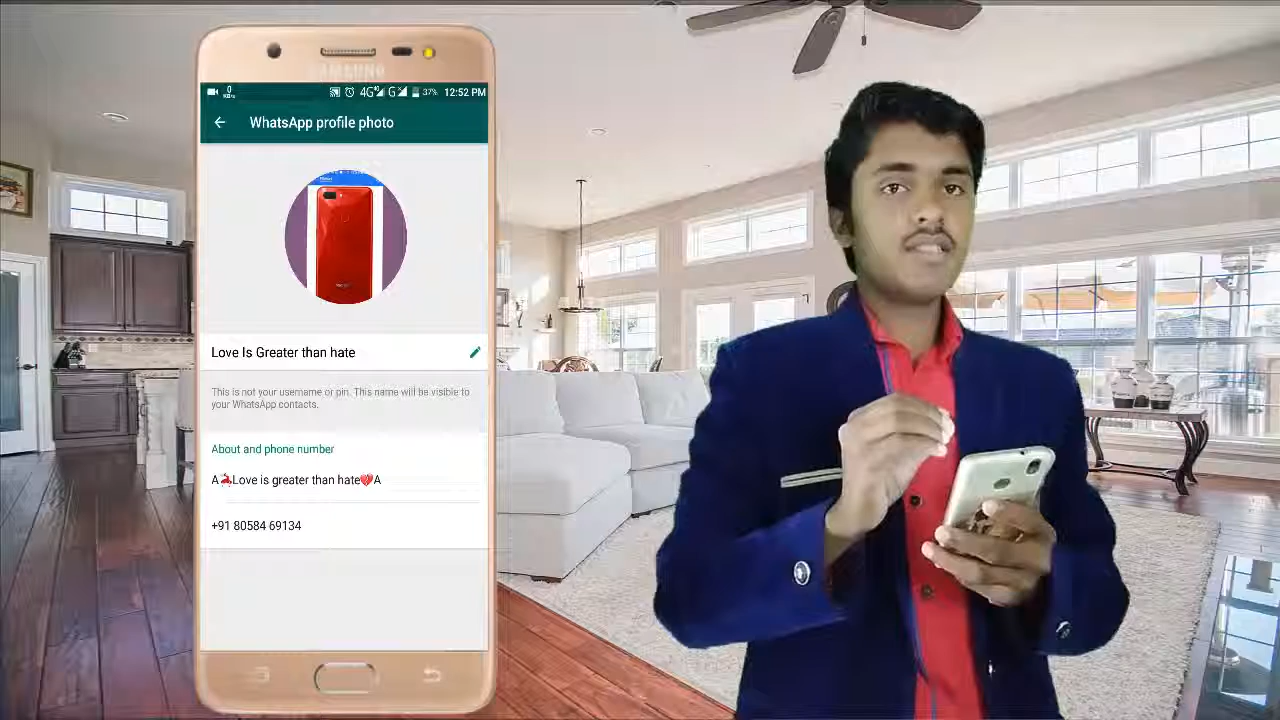 SAMSUNG
4G G 37% 12:52 PM
WhatsApp profile photo
Love !s Greater than hate
This is not your username or pin. This name will be visible to
your WhatsApp contacts.
About and phone number
A🌹Love is greater than hate💔A
+91 80584 69134